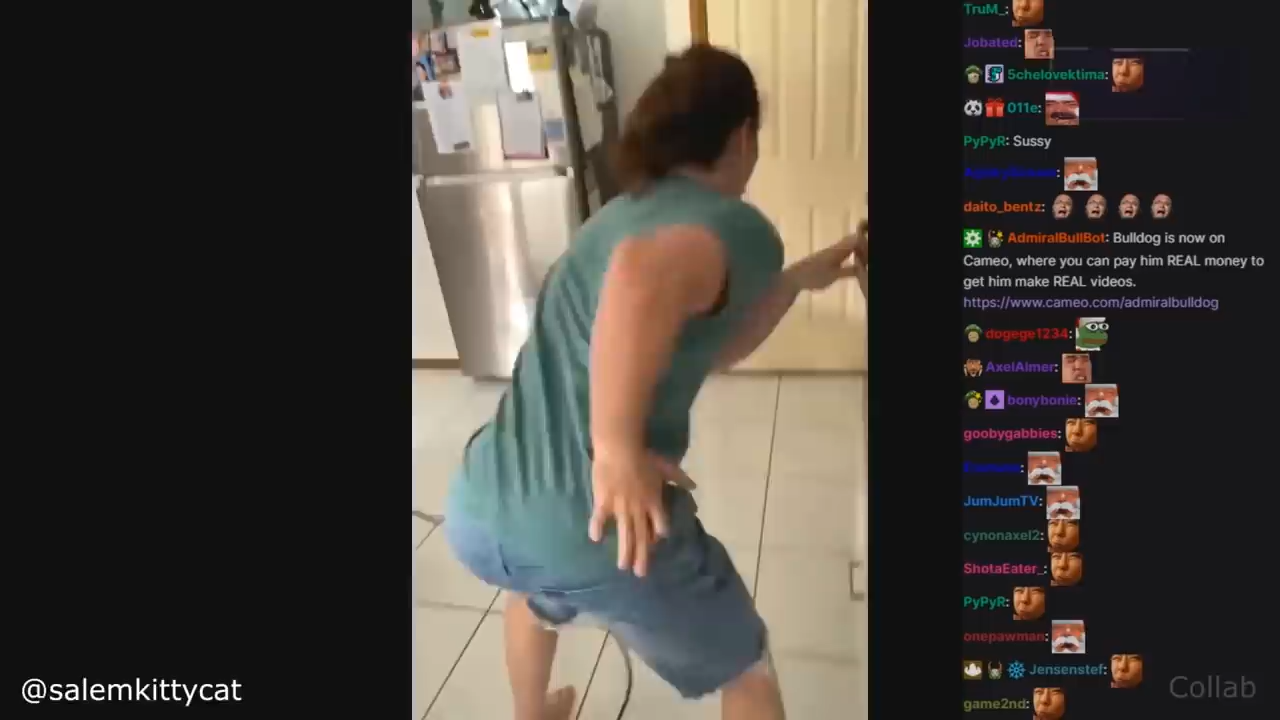 TruM_:
Jobated:
5chelovektima:
011e:
PyPyR: Sussy
daito_bentz:
AdmiralBullBot: Bulldog is now on
Cameo, where you can pay him REAL money to
get him make REAL videos.
https://www.cameo.com/admiralbulldog
dogege1234:
AxelAlmer:
bonybonie:
goobygabbies:
JumJumTV:
cynonaxel2:
ShotaEater_:
PyPyR:
onepawman:
Jensenstef:
game2nd:
@salemkittycat
Collab